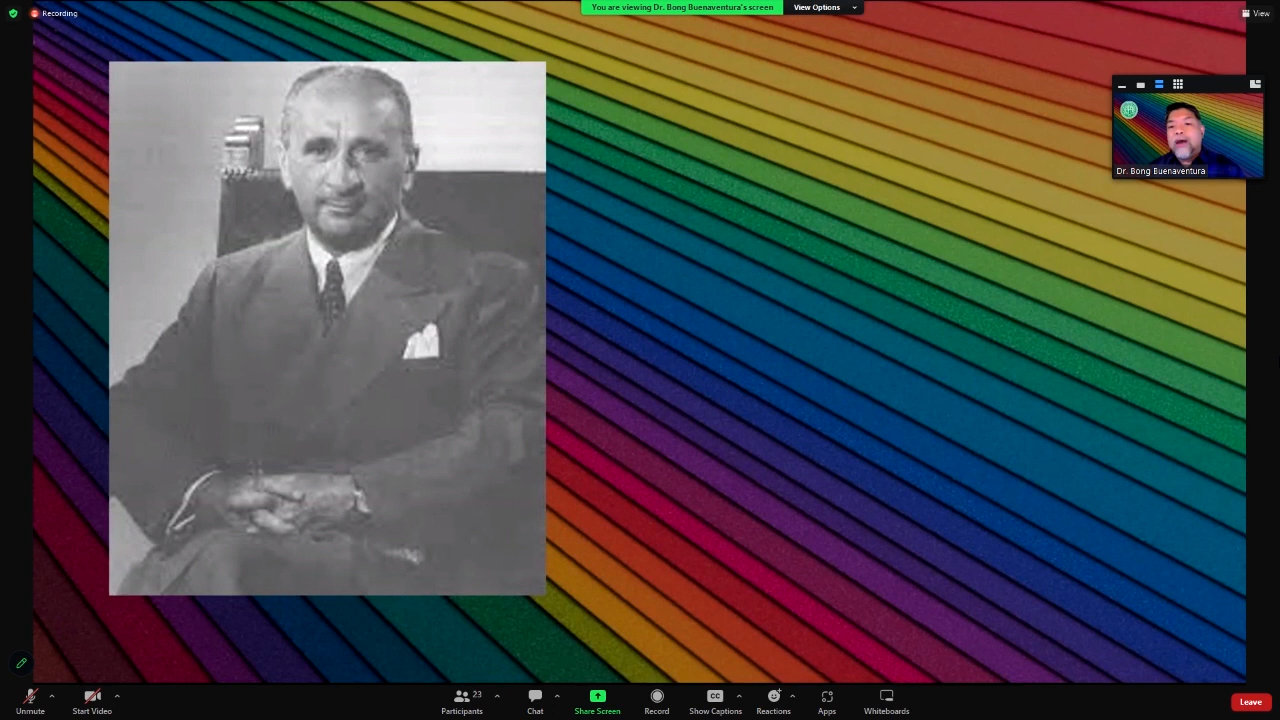 Recording
You are viewing Dr. Bong Buenaventura's screen
View Options
View
Dr. Bong Buenaventura
Unmute
Start Video
23
Participants
Chat
Share Screen
Record
CC
Show Captions
Reactions
Apps
Whiteboards
Leave